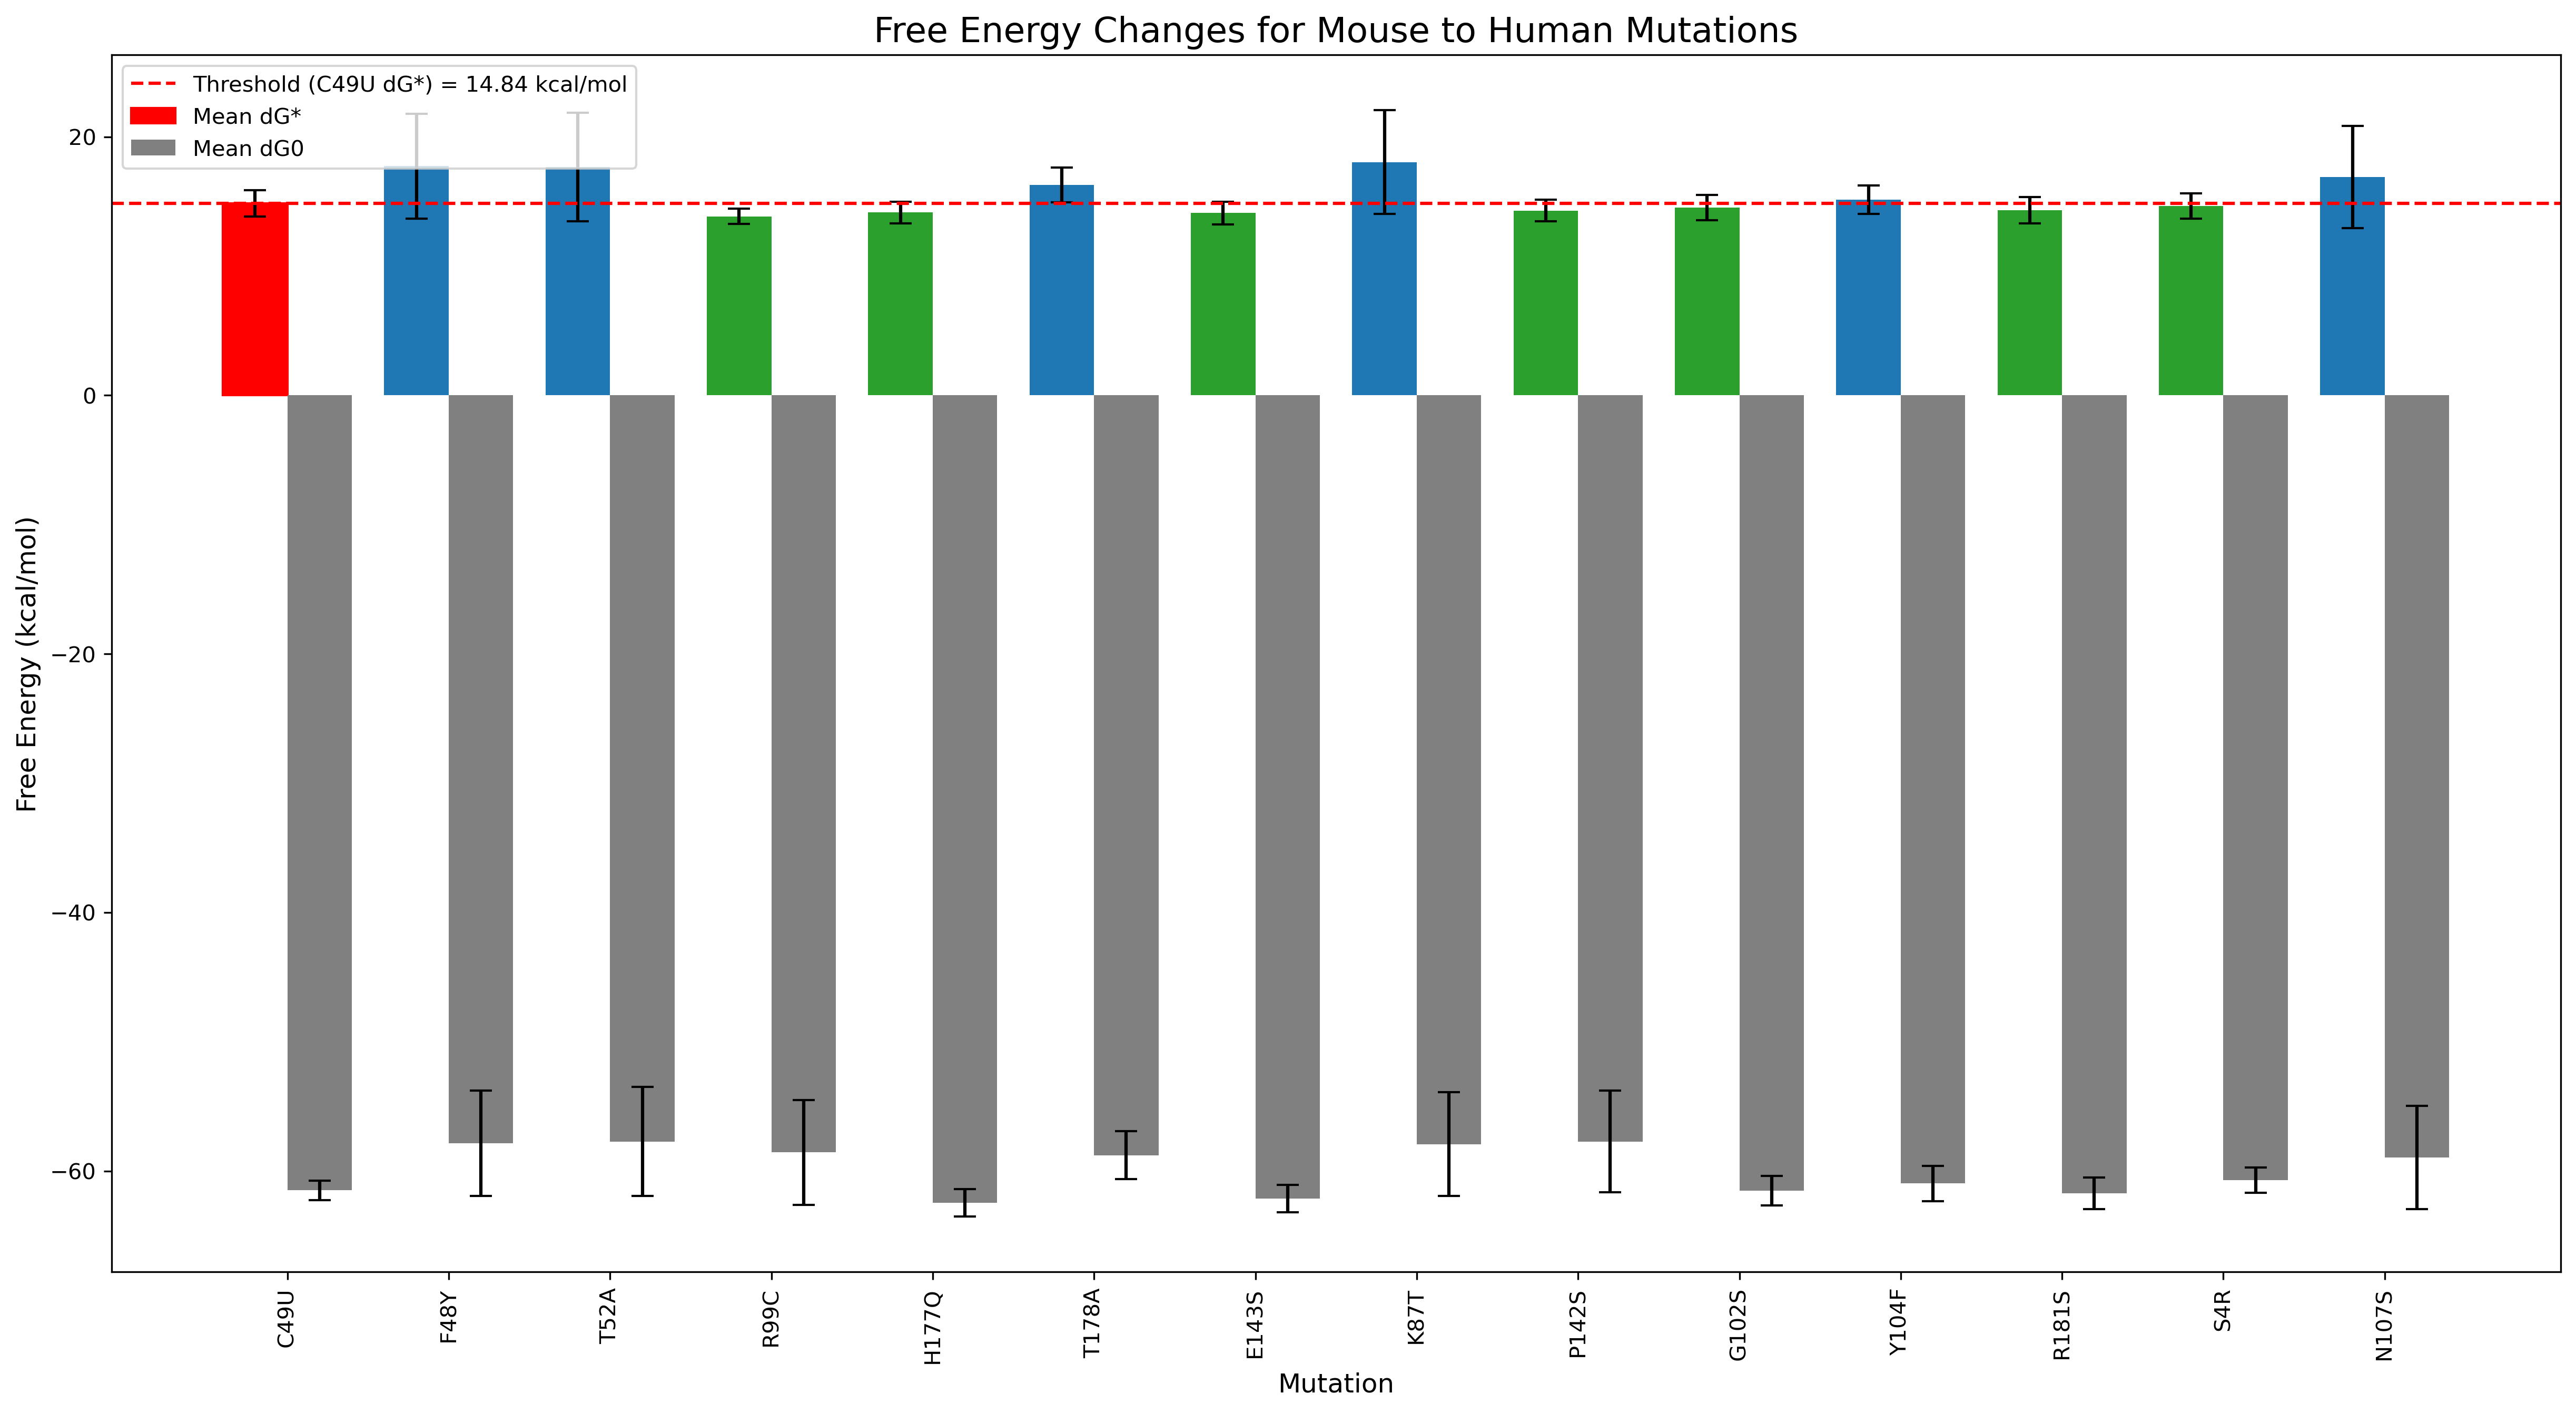 Free Energy Changes for Mouse to Human Mutations
Threshold (C49U dG*) = 14.84 kcal/mol
Mean dG*
Mean dG0
Free Energy (kcal/mol)
20
0
−20
−40
−60
C49U
F48Y
T52A
R99C
H177Q
T178A
E143S
K87T
P142S
G102S
Y104F
R181S
S4R
N107S
Mutation